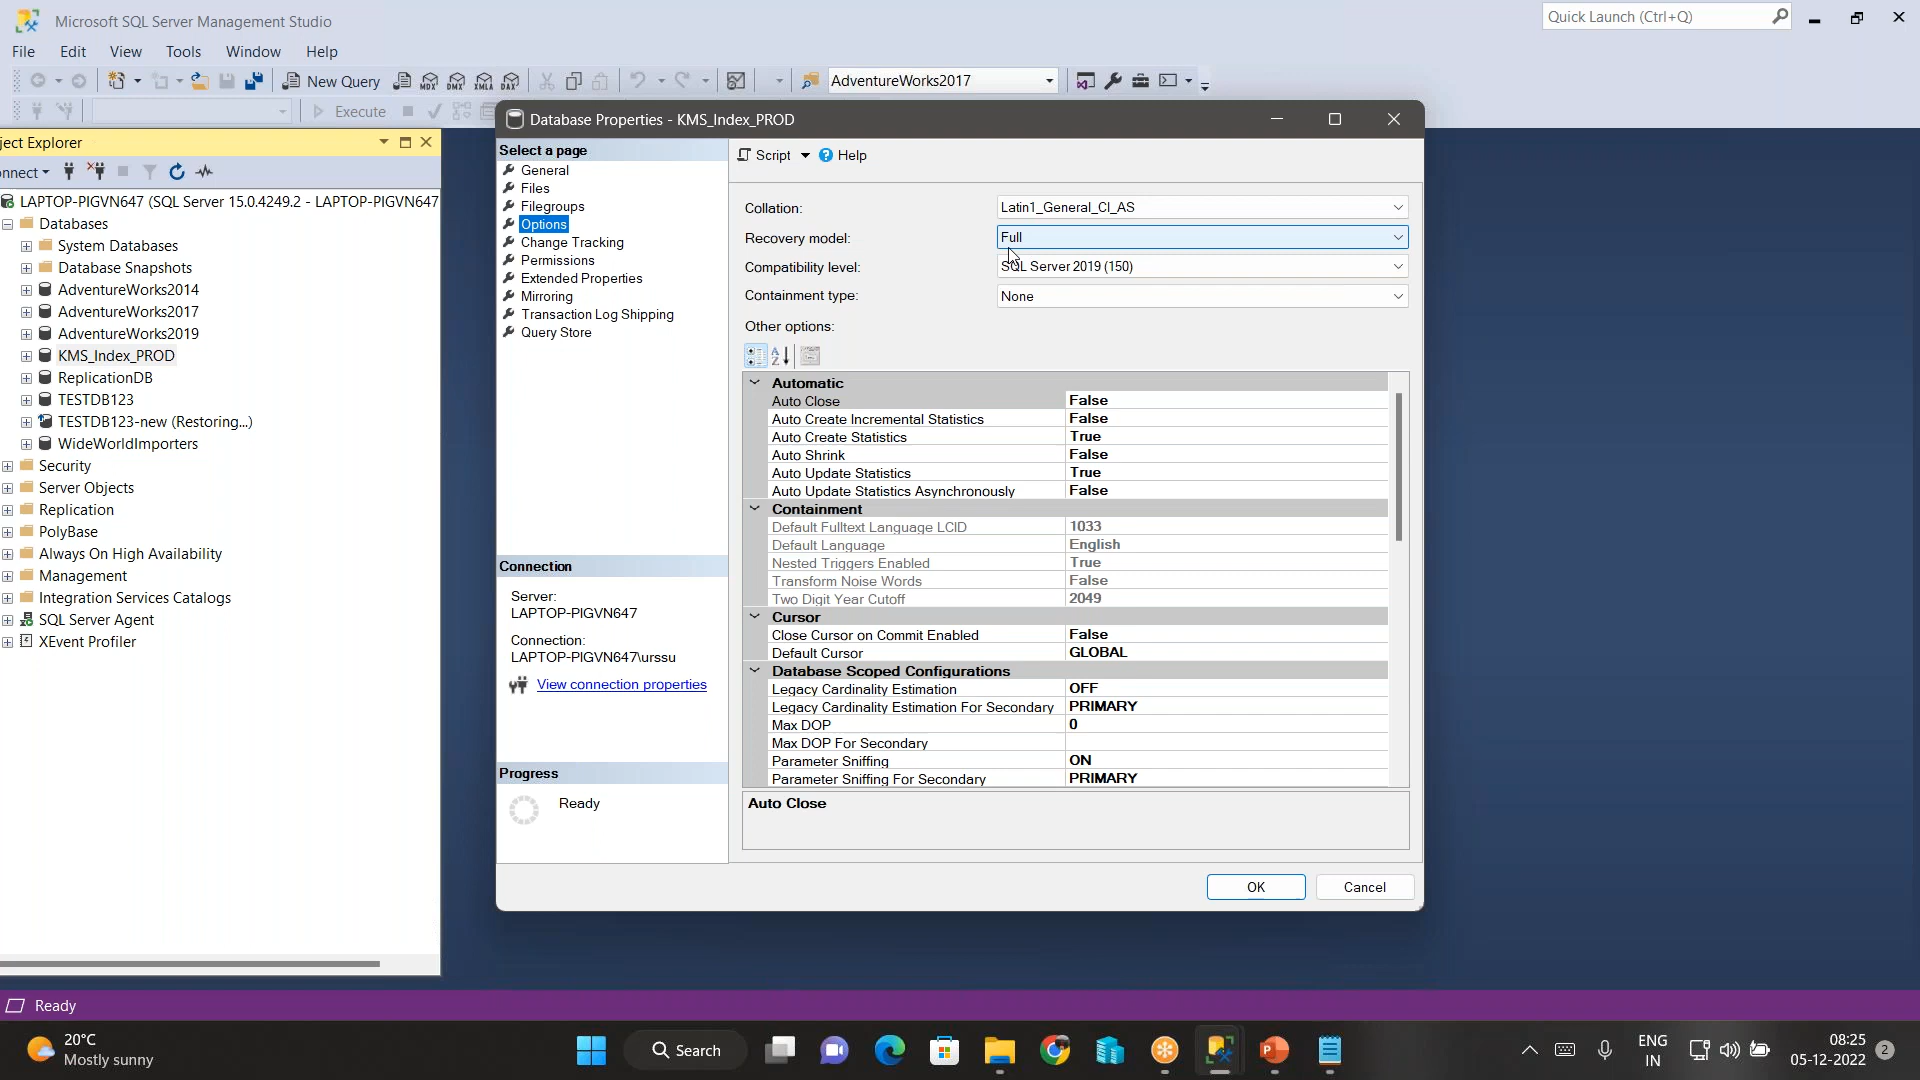 Microsoft SQL Server Management Studio
Quick Launch (Ctrl+Q)
File Edit View Tools Window Help
New Query MDX DMX XMLA DAX AdventureWorks2017
Execute
ject Explorer
onnect
LAPTOP-PIGVN647 (SQL Server 15.0.4249.2 - LAPTOP-PIGVN647
Databases
System Databases
Database Snapshots
AdventureWorks2014
AdventureWorks2017
AdventureWorks2019
KMS_Index_PROD
ReplicationDB
TESTDB123
TESTDB123-new (Restoring...)
WideWorldImporters
Security
Server Objects
Replication
PolyBase
Always On High Availability
Management
Integration Services Catalogs
SQL Server Agent
XEvent Profiler
Database Properties - KMS_Index_PROD
Select a page
General
Files
Filegroups
Options
Change Tracking
Permissions
Extended Properties
Mirroring
Transaction Log Shipping
Query Store
Connection
Server:
LAPTOP-PIGVN647
Connection:
LAPTOP-PIGVN647\urssu
View connection properties
Progress
Ready
Script Help
Collation: Latin1_General_CI_AS
Recovery model: Full
Compatibility level: SQL Server 2019 (150)
Containment type: None
Other options:
Automatic
Auto Close False
Auto Create Incremental Statistics False
Auto Create Statistics True
Auto Shrink False
Auto Update Statistics True
Auto Update Statistics Asynchronously False
Containment
Default Fulltext Language LCID 1033
Default Language English
Nested Triggers Enabled True
Transform Noise Words False
Two Digit Year Cutoff 2049
Cursor
Close Cursor on Commit Enabled False
Default Cursor GLOBAL
Database Scoped Configurations
Legacy Cardinality Estimation OFF
Legacy Cardinality Estimation For Secondary PRIMARY
Max DOP 0
Max DOP For Secondary
Parameter Sniffing ON
Parameter Sniffing For Secondary PRIMARY
Auto Close
OK Cancel
Ready
20°C
Mostly sunny
Search
ENG
IN
08:25
05-12-2022
2